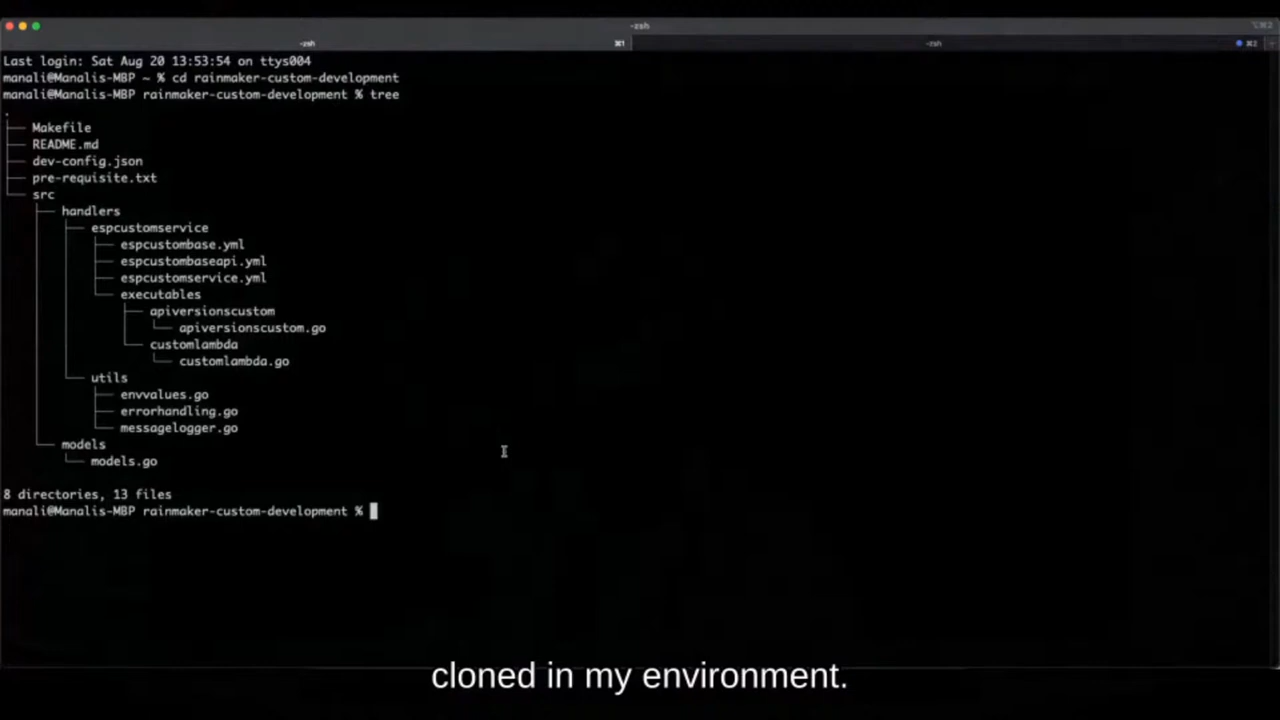 -zsh
-zsh
⌘1
-zsh
⌘2
Last login: Sat Aug 20 13:53:54 on ttys004
manali@Manalis-MBP ~ % cd rainmaker-custom-development
manali@Manalis-MBP rainmaker-custom-development % tree
.
├── Makefile
├── README.md
├── dev-config.json
├── pre-requisite.txt
└── src
    ├── handlers
    │   ├── espcustomservice
    │   │   ├── espcustombase.yml
    │   │   ├── espcustombaseapi.yml
    │   │   ├── espcustomservice.yml
    │   │   └── executables
    │   │       ├── apiversionscustom
    │   │       │   └── apiversionscustom.go
    │   │       └── customlambda
    │   │           └── customlambda.go
    │   └── utils
    │       ├── envvalues.go
    │       ├── errorhandling.go
    │       └── messagelogger.go
    └── models
        └── models.go
8 directories, 13 files
manali@Manalis-MBP rainmaker-custom-development %
cloned in my environment.